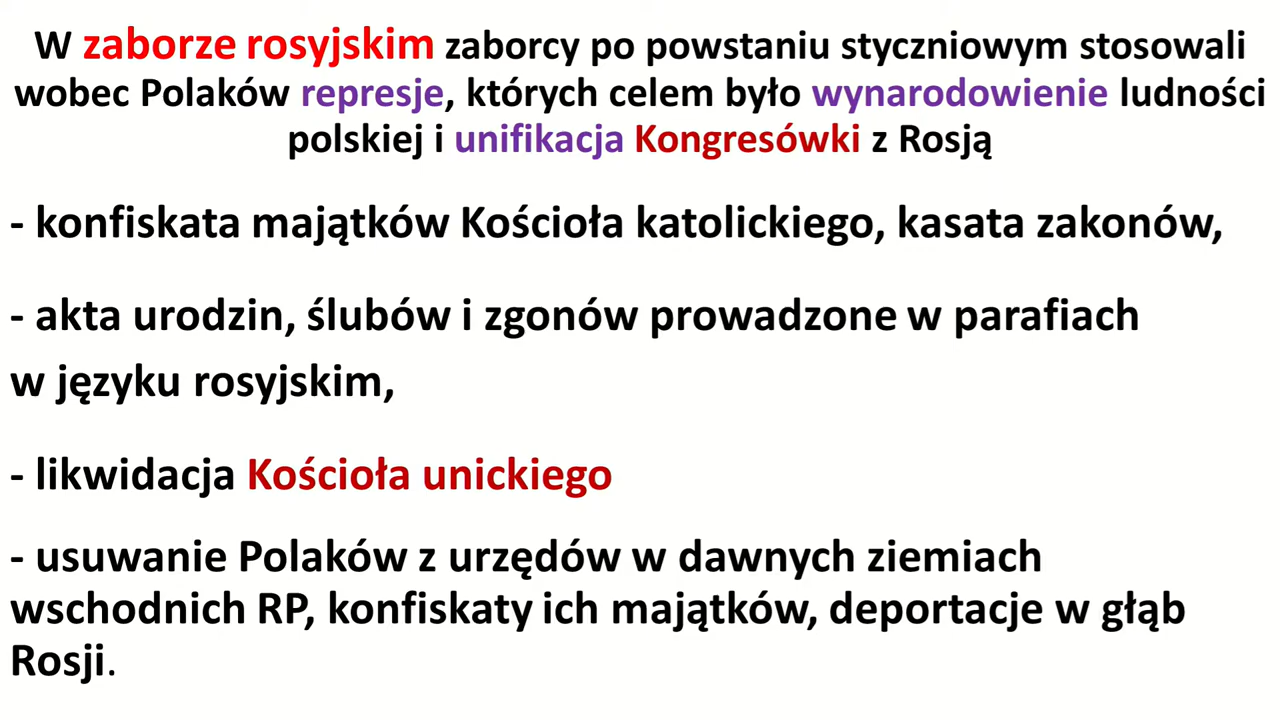 W zaborze rosyjskim zaborcy po powstaniu styczniowym stosowali
wobec Polaków represje, których celem było wynarodowienie ludności
polskiej i unifikacja Kongresówki z Rosją
- konfiskata majątków Kościoła katolickiego, kasata zakonów,
- akta urodzin, ślubów i zgonów prowadzone w parafiach
w języku rosyjskim,
- likwidacja Kościoła unickiego
- usuwanie Polaków z urzędów w dawnych ziemiach
wschodnich RP, konfiskaty ich majątków, deportacje w głąb
Rosji.